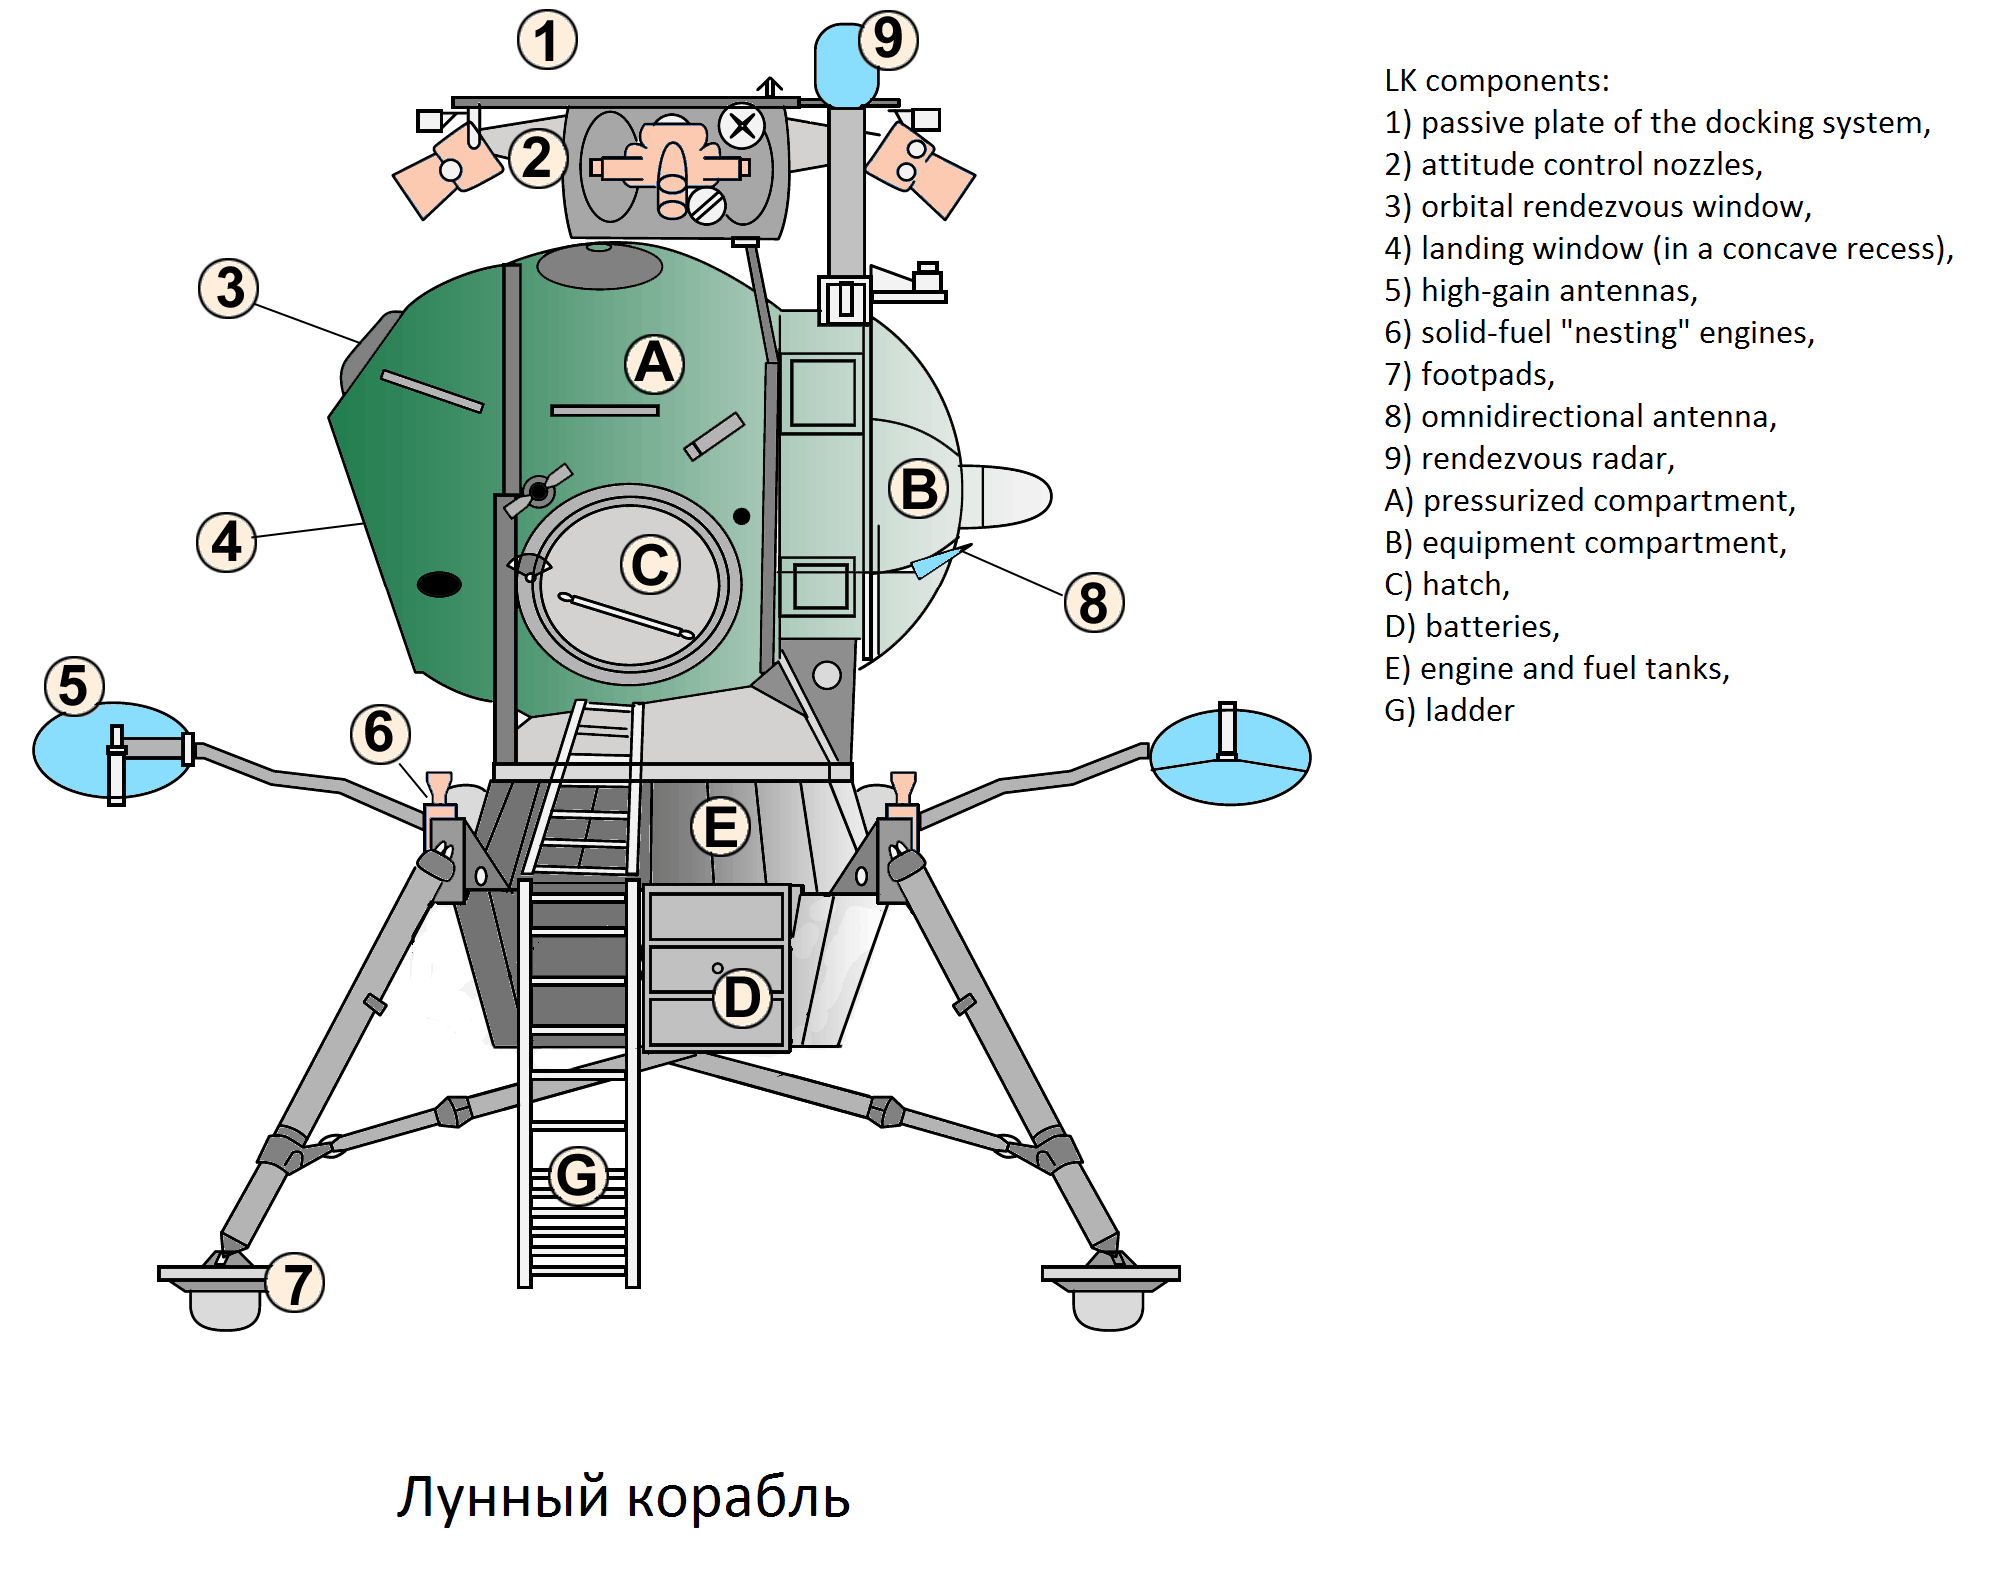 1
9
2
3
A
B
4
C
8
5
6
E
D
G
7
LK components:
1) passive plate of the docking system,
2) attitude control nozzles,
3) orbital rendezvous window,
4) landing window (in a concave recess),
5) high-gain antennas,
6) solid-fuel "nesting" engines,
7) footpads,
8) omnidirectional antenna,
9) rendezvous radar,
A) pressurized compartment,
B) equipment compartment,
C) hatch,
D) batteries,
E) engine and fuel tanks,
G) ladder
Лунный корабль